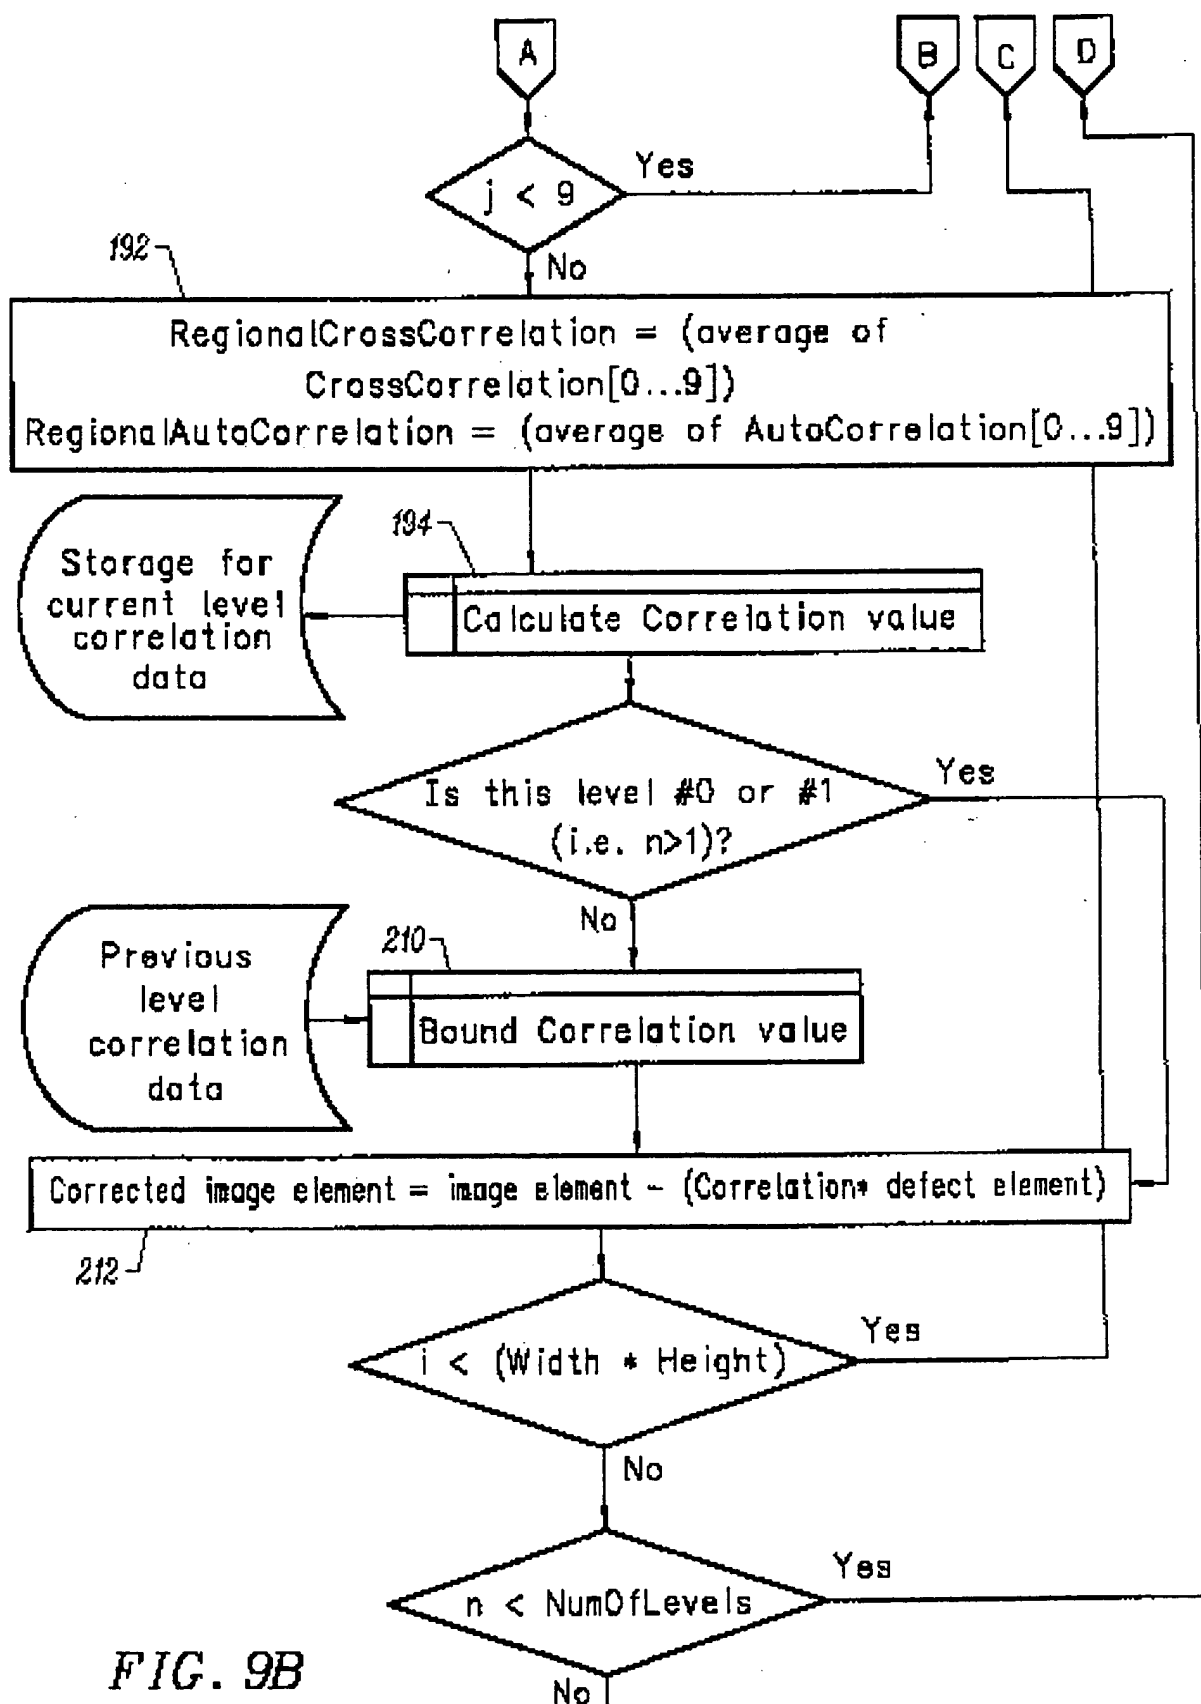 A
B
C
D
Yes
j < 9
192
No
RegionalCrossCorrelation = (average of
CrossCorrelation[0...9])
RegionalAutoCorrelation = (average of AutoCorrelation[0...9])
194
Storage for
current level
correlation
data
Calculate Correlation value
Yes
Is this level #0 or #1
(i.e. n>1)?
No
210
Previous
level
correlation
data
Bound Correlation value
Corrected image element = image element - (Correlation* defect element)
212
Yes
i < (Width * Height)
No
Yes
n < NumOfLevels
FIG. 9B
No